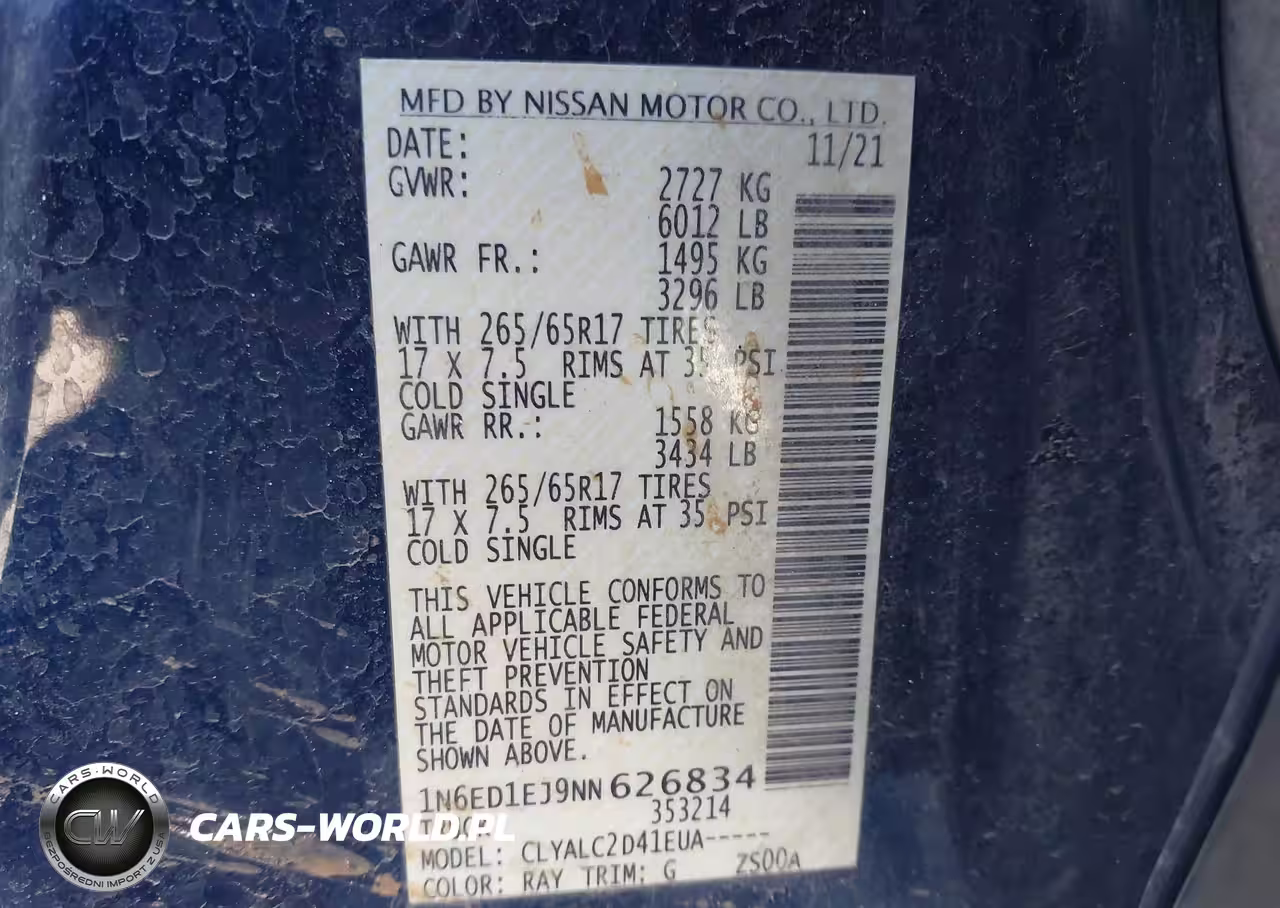 MFD BY NISSAN MOTOR CO., LTD.
DATE: 11/21
GVWR: 2727 KG
6012 LB
GAWR FR.: 1495 KG
3296 LB
WITH 265/65R17 TIRES
17 X 7.5 RIMS AT 35 PSI
COLD SINGLE
GAWR RR.: 1558 KG
3434 LB
WITH 265/65R17 TIRES
17 X 7.5 RIMS AT 35 PSI
COLD SINGLE
THIS VEHICLE CONFORMS TO
ALL APPLICABLE FEDERAL
MOTOR VEHICLE SAFETY AND
THEFT PREVENTION
STANDARDS IN EFFECT ON
THE DATE OF MANUFACTURE
SHOWN ABOVE.
1N6ED1EJ9NN626834
353214
MODEL: CLYALC2D41EUA-----
COLOR: RAY TRIM: G ZS00A
CARS-WORLD
CW
BEZPOŚREDNI IMPORT Z USA
CARS-WORLD.PL